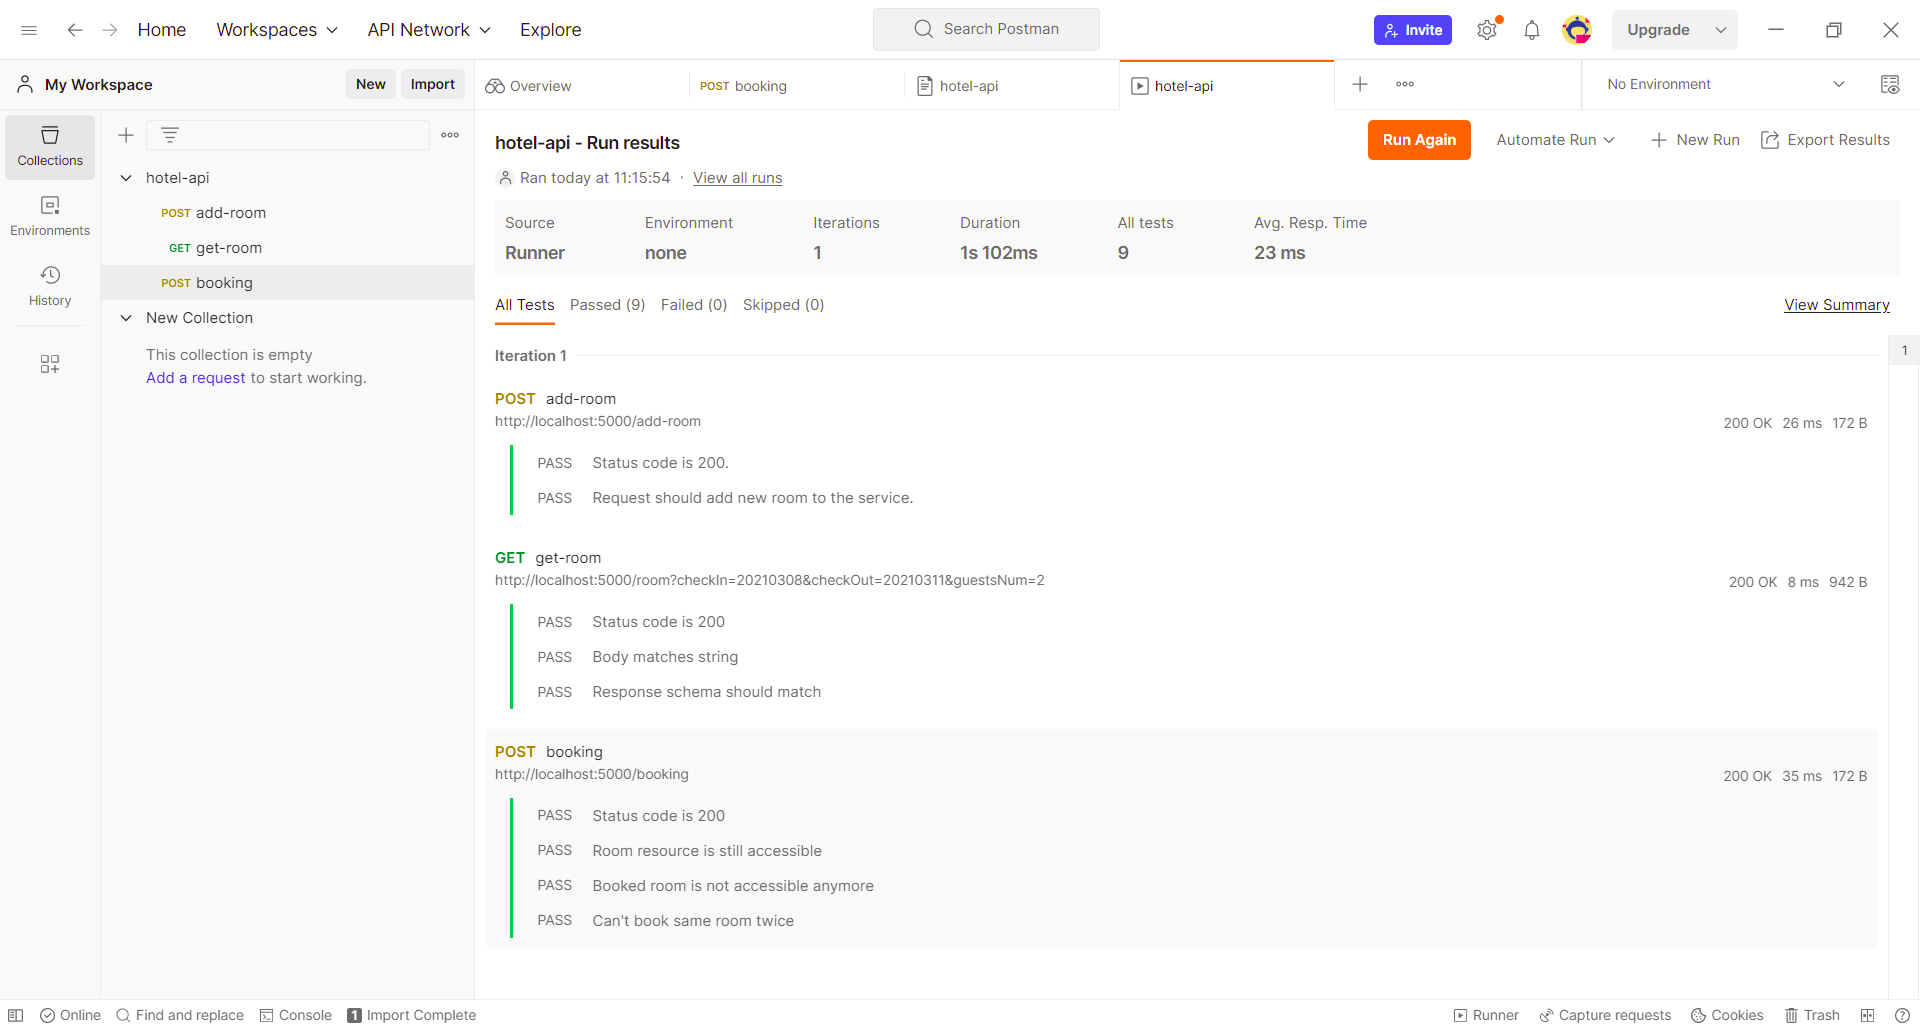 Home Workspaces API Network Explore Search Postman Invite Upgrade
My Workspace New Import Overview POST booking hotel-api hotel-api No Environment
Collections
Environments
History
hotel-api
POST add-room
GET get-room
POST booking
New Collection
This collection is empty
Add a request to start working.
hotel-api - Run results Run Again Automate Run New Run Export Results
Ran today at 11:15:54 · View all runs
Source Environment Iterations Duration All tests Avg. Resp. Time
Runner none 1 1s 102ms 9 23 ms
All Tests Passed (9) Failed (0) Skipped (0) View Summary
Iteration 1 1
POST add-room
http://localhost:5000/add-room 200 OK 26 ms 172 B
PASS Status code is 200.
PASS Request should add new room to the service.
GET get-room
http://localhost:5000/room?checkIn=20210308&checkOut=20210311&guestsNum=2 200 OK 8 ms 942 B
PASS Status code is 200
PASS Body matches string
PASS Response schema should match
POST booking
http://localhost:5000/booking 200 OK 35 ms 172 B
PASS Status code is 200
PASS Room resource is still accessible
PASS Booked room is not accessible anymore
PASS Can't book same room twice
Online Find and replace Console 1 Import Complete Runner Capture requests Cookies Trash